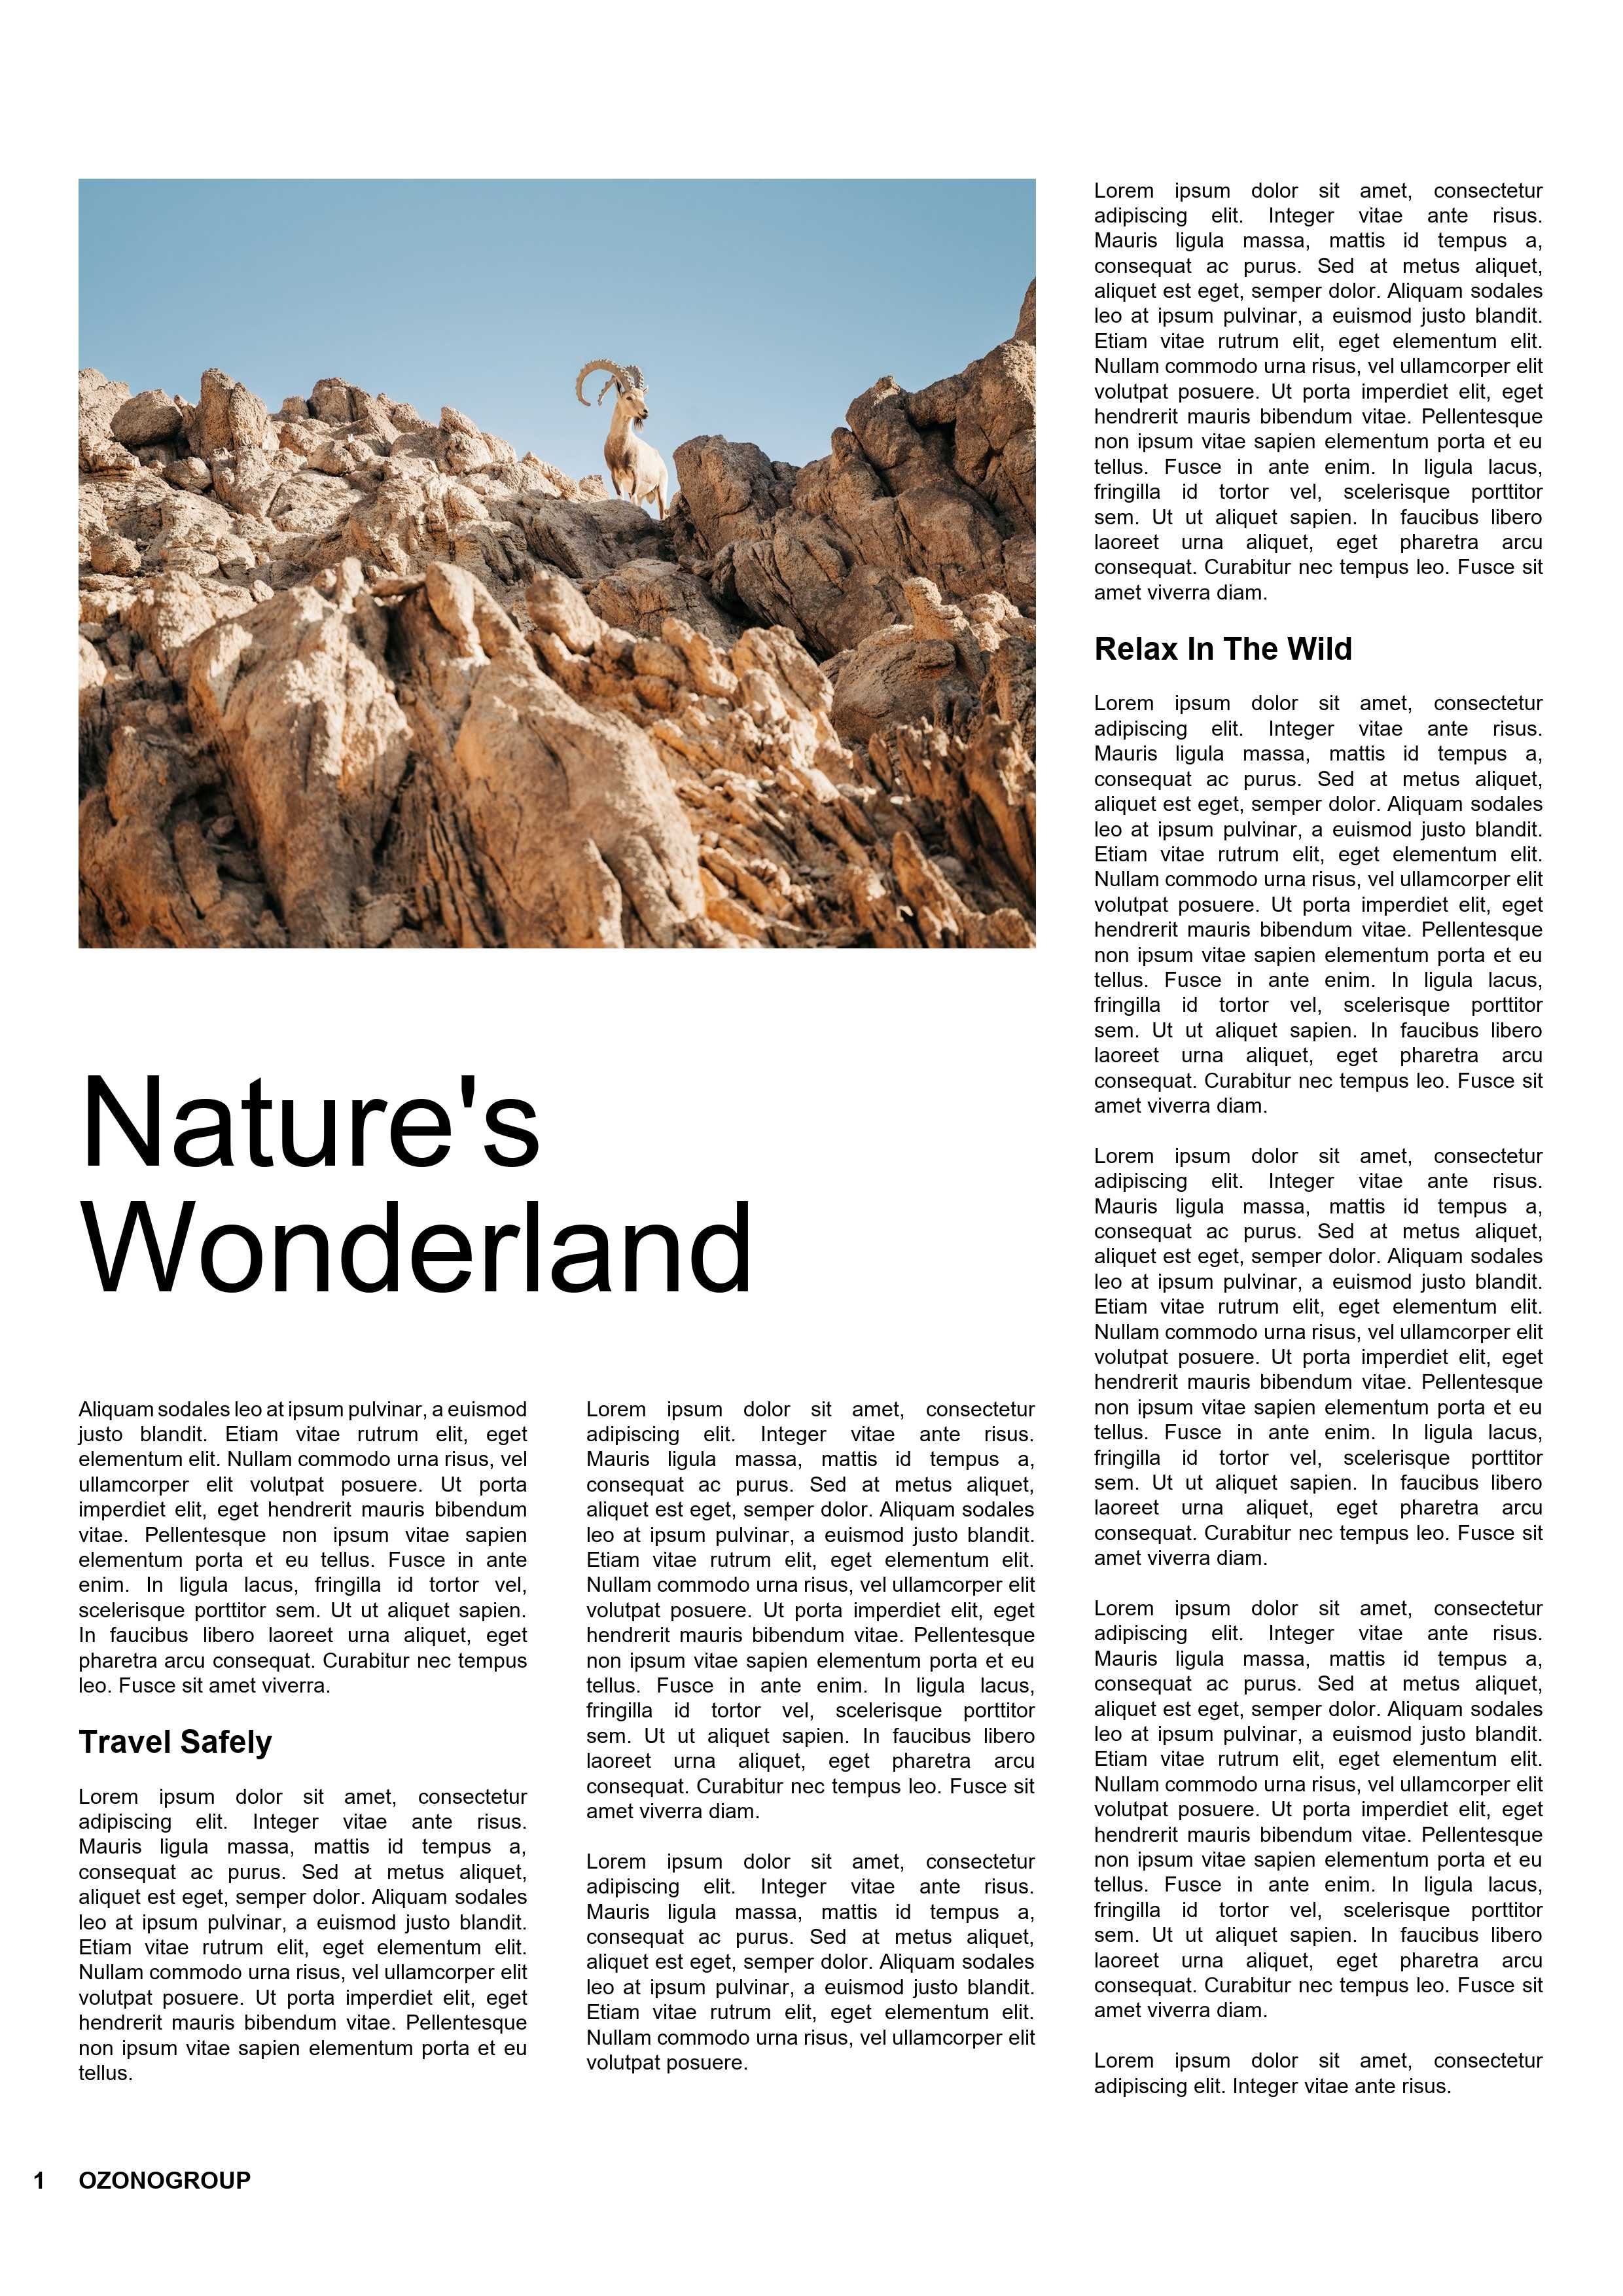 Nature's
Wonderland
Aliquam sodales leo at ipsum pulvinar, a euismod
justo blandit. Etiam vitae rutrum elit, eget
elementum elit. Nullam commodo urna risus, vel
ullamcorper elit volutpat posuere. Ut porta
imperdiet elit, eget hendrerit mauris bibendum
vitae. Pellentesque non ipsum vitae sapien
elementum porta et eu tellus. Fusce in ante
enim. In ligula lacus, fringilla id tortor vel,
scelerisque porttitor sem. Ut ut aliquet sapien.
In faucibus libero laoreet urna aliquet, eget
pharetra arcu consequat. Curabitur nec tempus
leo. Fusce sit amet viverra.
Travel Safely
Lorem ipsum dolor sit amet, consectetur
adipiscing elit. Integer vitae ante risus.
Mauris ligula massa, mattis id tempus a,
consequat ac purus. Sed at metus aliquet,
aliquet est eget, semper dolor. Aliquam sodales
leo at ipsum pulvinar, a euismod justo blandit.
Etiam vitae rutrum elit, eget elementum elit.
Nullam commodo urna risus, vel ullamcorper elit
volutpat posuere. Ut porta imperdiet elit, eget
hendrerit mauris bibendum vitae. Pellentesque
non ipsum vitae sapien elementum porta et eu
tellus.
Lorem ipsum dolor sit amet, consectetur
adipiscing elit. Integer vitae ante risus.
Mauris ligula massa, mattis id tempus a,
consequat ac purus. Sed at metus aliquet,
aliquet est eget, semper dolor. Aliquam sodales
leo at ipsum pulvinar, a euismod justo blandit.
Etiam vitae rutrum elit, eget elementum elit.
Nullam commodo urna risus, vel ullamcorper elit
volutpat posuere. Ut porta imperdiet elit, eget
hendrerit mauris bibendum vitae. Pellentesque
non ipsum vitae sapien elementum porta et eu
tellus. Fusce in ante enim. In ligula lacus,
fringilla id tortor vel, scelerisque porttitor
sem. Ut ut aliquet sapien. In faucibus libero
laoreet urna aliquet, eget pharetra arcu
consequat. Curabitur nec tempus leo. Fusce sit
amet viverra diam.
Lorem ipsum dolor sit amet, consectetur
adipiscing elit. Integer vitae ante risus.
Mauris ligula massa, mattis id tempus a,
consequat ac purus. Sed at metus aliquet,
aliquet est eget, semper dolor. Aliquam sodales
leo at ipsum pulvinar, a euismod justo blandit.
Etiam vitae rutrum elit, eget elementum elit.
Nullam commodo urna risus, vel ullamcorper elit
volutpat posuere.
Lorem ipsum dolor sit amet, consectetur
adipiscing elit. Integer vitae ante risus.
Mauris ligula massa, mattis id tempus a,
consequat ac purus. Sed at metus aliquet,
aliquet est eget, semper dolor. Aliquam sodales
leo at ipsum pulvinar, a euismod justo blandit.
Etiam vitae rutrum elit, eget elementum elit.
Nullam commodo urna risus, vel ullamcorper elit
volutpat posuere. Ut porta imperdiet elit, eget
hendrerit mauris bibendum vitae. Pellentesque
non ipsum vitae sapien elementum porta et eu
tellus. Fusce in ante enim. In ligula lacus,
fringilla id tortor vel, scelerisque porttitor
sem. Ut ut aliquet sapien. In faucibus libero
laoreet urna aliquet, eget pharetra arcu
consequat. Curabitur nec tempus leo. Fusce sit
amet viverra diam.
Relax In The Wild
Lorem ipsum dolor sit amet, consectetur
adipiscing elit. Integer vitae ante risus.
Mauris ligula massa, mattis id tempus a,
consequat ac purus. Sed at metus aliquet,
aliquet est eget, semper dolor. Aliquam sodales
leo at ipsum pulvinar, a euismod justo blandit.
Etiam vitae rutrum elit, eget elementum elit.
Nullam commodo urna risus, vel ullamcorper elit
volutpat posuere. Ut porta imperdiet elit, eget
hendrerit mauris bibendum vitae. Pellentesque
non ipsum vitae sapien elementum porta et eu
tellus. Fusce in ante enim. In ligula lacus,
fringilla id tortor vel, scelerisque porttitor
sem. Ut ut aliquet sapien. In faucibus libero
laoreet urna aliquet, eget pharetra arcu
consequat. Curabitur nec tempus leo. Fusce sit
amet viverra diam.
Lorem ipsum dolor sit amet, consectetur
adipiscing elit. Integer vitae ante risus.
Mauris ligula massa, mattis id tempus a,
consequat ac purus. Sed at metus aliquet,
aliquet est eget, semper dolor. Aliquam sodales
leo at ipsum pulvinar, a euismod justo blandit.
Etiam vitae rutrum elit, eget elementum elit.
Nullam commodo urna risus, vel ullamcorper elit
volutpat posuere. Ut porta imperdiet elit, eget
hendrerit mauris bibendum vitae. Pellentesque
non ipsum vitae sapien elementum porta et eu
tellus. Fusce in ante enim. In ligula lacus,
fringilla id tortor vel, scelerisque porttitor
sem. Ut ut aliquet sapien. In faucibus libero
laoreet urna aliquet, eget pharetra arcu
consequat. Curabitur nec tempus leo. Fusce sit
amet viverra diam.
Lorem ipsum dolor sit amet, consectetur
adipiscing elit. Integer vitae ante risus.
Mauris ligula massa, mattis id tempus a,
consequat ac purus. Sed at metus aliquet,
aliquet est eget, semper dolor. Aliquam sodales
leo at ipsum pulvinar, a euismod justo blandit.
Etiam vitae rutrum elit, eget elementum elit.
Nullam commodo urna risus, vel ullamcorper elit
volutpat posuere. Ut porta imperdiet elit, eget
hendrerit mauris bibendum vitae. Pellentesque
non ipsum vitae sapien elementum porta et eu
tellus. Fusce in ante enim. In ligula lacus,
fringilla id tortor vel, scelerisque porttitor
sem. Ut ut aliquet sapien. In faucibus libero
laoreet urna aliquet, eget pharetra arcu
consequat. Curabitur nec tempus leo. Fusce sit
amet viverra diam.
Lorem ipsum dolor sit amet, consectetur
adipiscing elit. Integer vitae ante risus.
1 OZONOGROUP